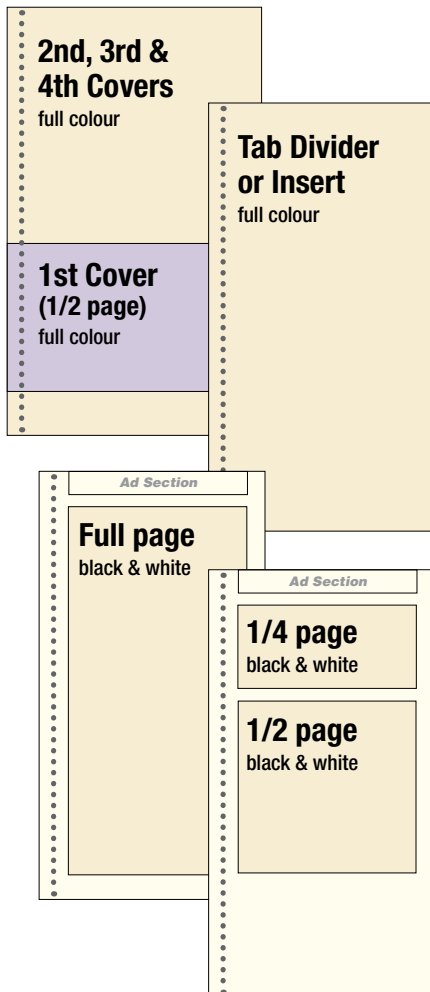 2nd, 3rd &
4th Covers
full colour
Tab Divider
or Insert
full colour
1st Cover
(1/2 page)
full colour
Ad Section
Full page
black & white
Ad Section
1/4 page
black & white
1/2 page
black & white